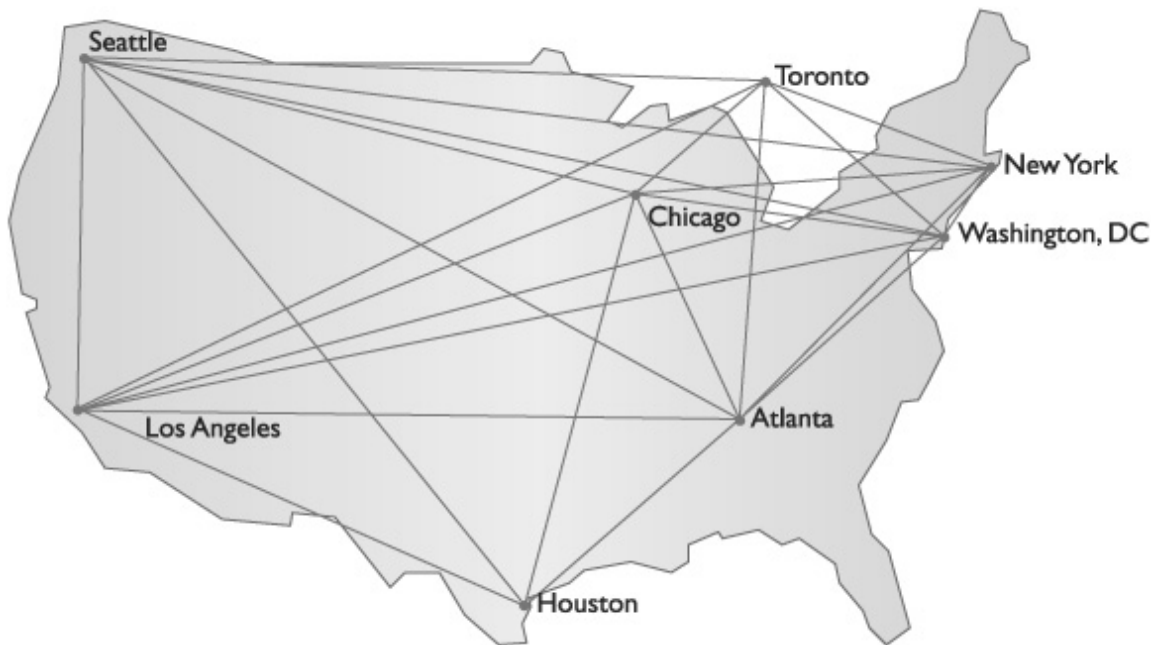 Seattle
Toronto
New York
Chicago
Washington, DC
Los Angeles
Atlanta
Houston